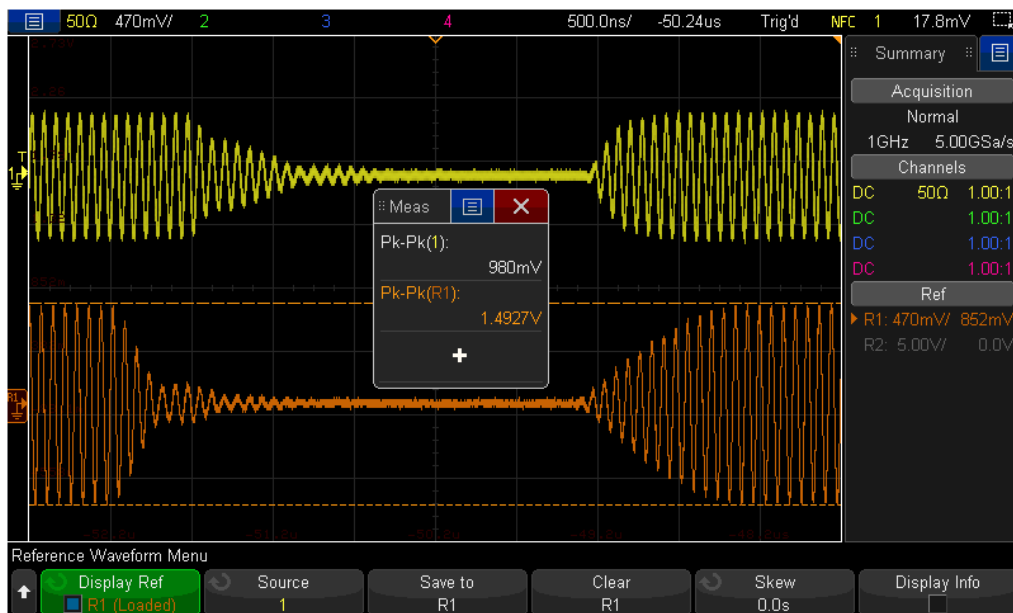 50Ω 470mV/ 2 3 4 500.0ns/ -50.24us Trig'd NFC 1 17.8mV
Summary
Acquisition
Normal
1GHz 5.00GSa/s
Channels
DC 50Ω 1.00:1
DC 1.00:1
DC 1.00:1
DC 1.00:1
Ref
R1: 470mV/ 852mV
R2: 5.00V/ 0.0V
T
1
Meas
Pk-Pk(1):
980mV
Pk-Pk(R1):
1.4927V
R1
Reference Waveform Menu
Display Ref
R1 (Loaded)
Source
1
Save to
R1
Clear
R1
Skew
0.0s
Display Info